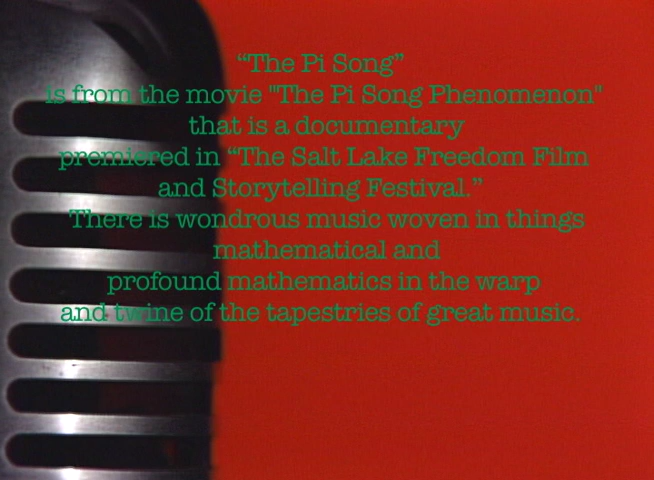 “The Pi Song”
is from the movie "The Pi Song Phenomenon"
that is a documentary
premiered in “The Salt Lake Freedom Film
and Storytelling Festival.”
There is wondrous music woven in things
mathematical and
profound mathematics in the warp
and twine of the tapestries of great music.